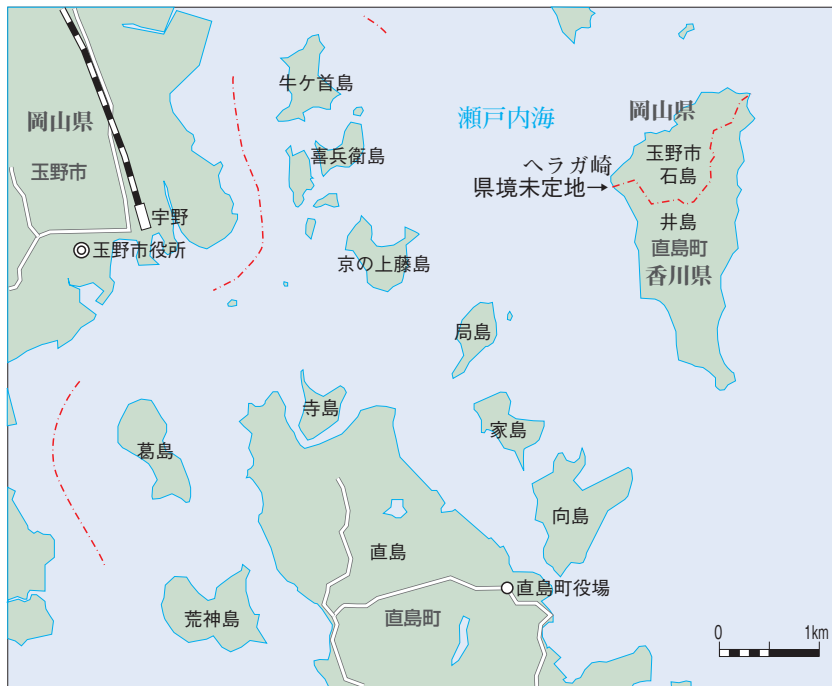 牛ケ首島
岡山県
玉野市
瀬戸内海
岡山県
喜兵衛島
ヘラガ崎
県境未定地→
玉野市
石島
宇野
玉野市役所
井島
直島町
香川県
京の上藤島
局島
寺島
家島
葛島
向島
直島
直島町役場
荒神島
直島町
0 1km